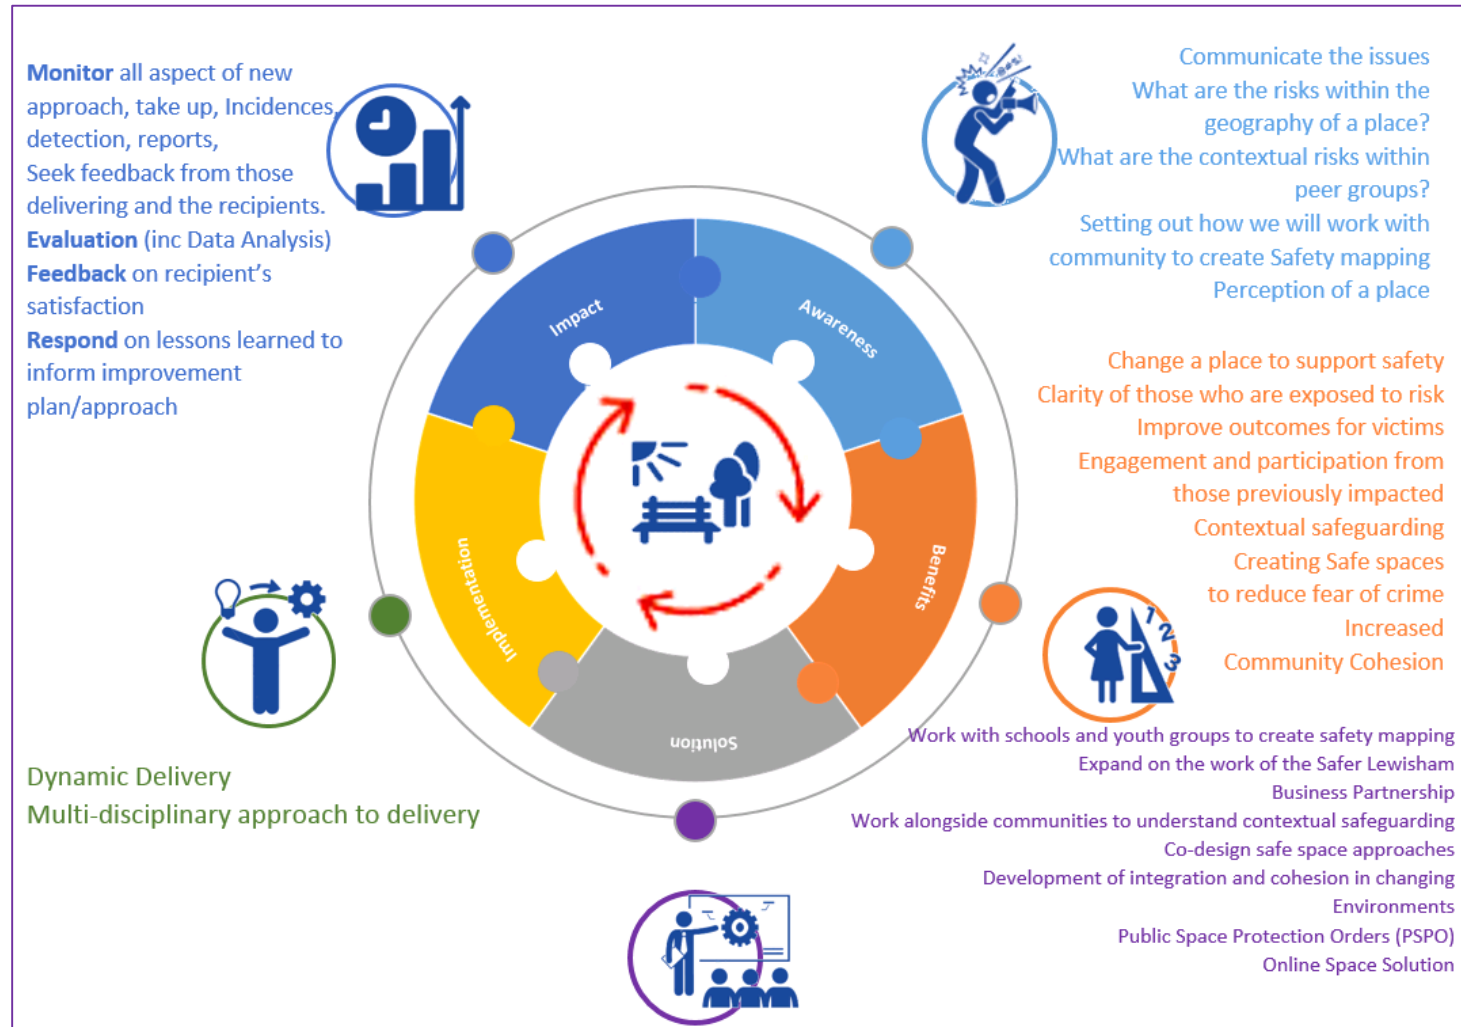 Monitor all aspect of new
approach, take up, Incidences,
detection, reports,
Seek feedback from those
delivering and the recipients.
Evaluation (inc Data Analysis)
Feedback on recipient's
satisfaction
Respond on lessons learned to
inform improvement
plan/approach
Communicate the issues
What are the risks within the
geography of a place?
What are the contextual risks within
peer groups?
Setting out how we will work with
community to create Safety mapping
Perception of a place
Change a place to support safety
Clarity of those who are exposed to risk
Improve outcomes for victims
Engagement and participation from
those previously impacted
Contextual safeguarding
Creating Safe spaces
to reduce fear of crime
Increased
Community Cohesion
1
2
3
Impact
Awareness
Benefits
Solution
Implementation
Dynamic Delivery
Multi-disciplinary approach to delivery
Work with schools and youth groups to create safety mapping
Expand on the work of the Safer Lewisham
Business Partnership
Work alongside communities to understand contextual safeguarding
Co-design safe space approaches
Development of integration and cohesion in changing
Environments
Public Space Protection Orders (PSPO)
Online Space Solution